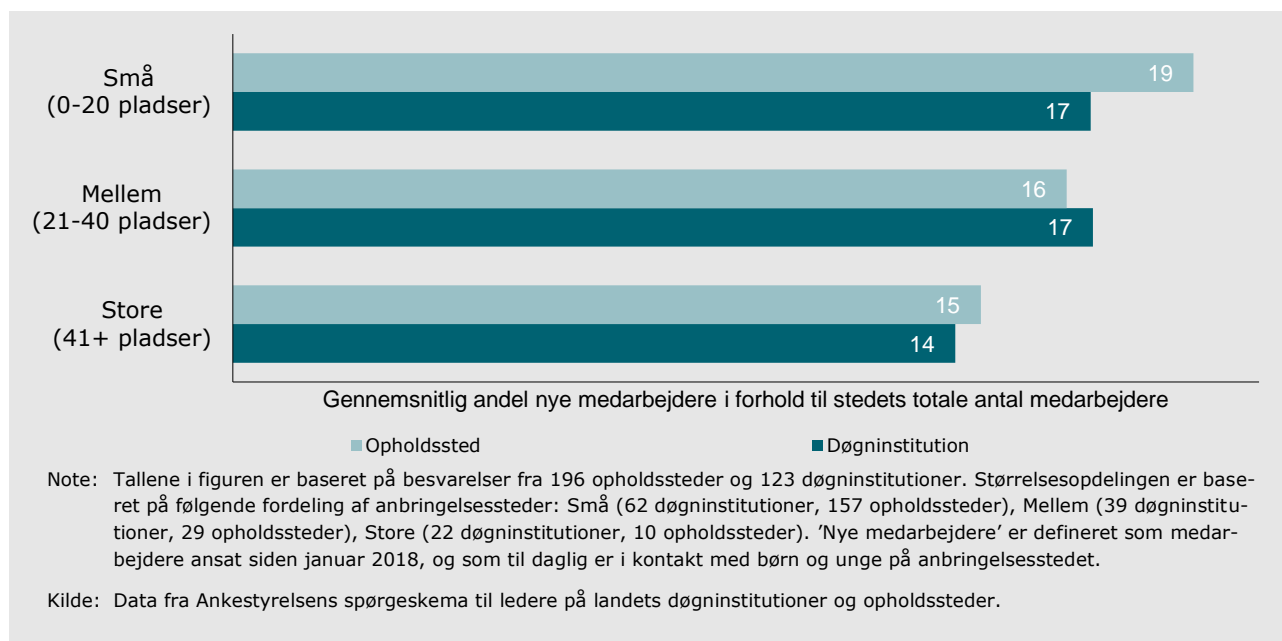 Små
(0-20 pladser)
19
17
Mellem
(21-40 pladser)
16
17
Store
(41+ pladser)
15
14
Gennemsnitlig andel nye medarbejdere i forhold til stedets totale antal medarbejdere
Opholdssted Døgninstitution
Note: Tallene i figuren er baseret på besvarelser fra 196 opholdssteder og 123 døgninstitutioner. Størrelsesopdelingen er base-
ret på følgende fordeling af anbringelsessteder: Små (62 døgninstitutioner, 157 opholdssteder), Mellem (39 døgninstitu-
tioner, 29 opholdssteder), Store (22 døgninstitutioner, 10 opholdssteder). ’Nye medarbejdere’ er defineret som medar-
bejdere ansat siden januar 2018, og som til daglig er i kontakt med børn og unge på anbringelsesstedet.
Kilde: Data fra Ankestyrelsens spørgeskema til ledere på landets døgninstitutioner og opholdssteder.